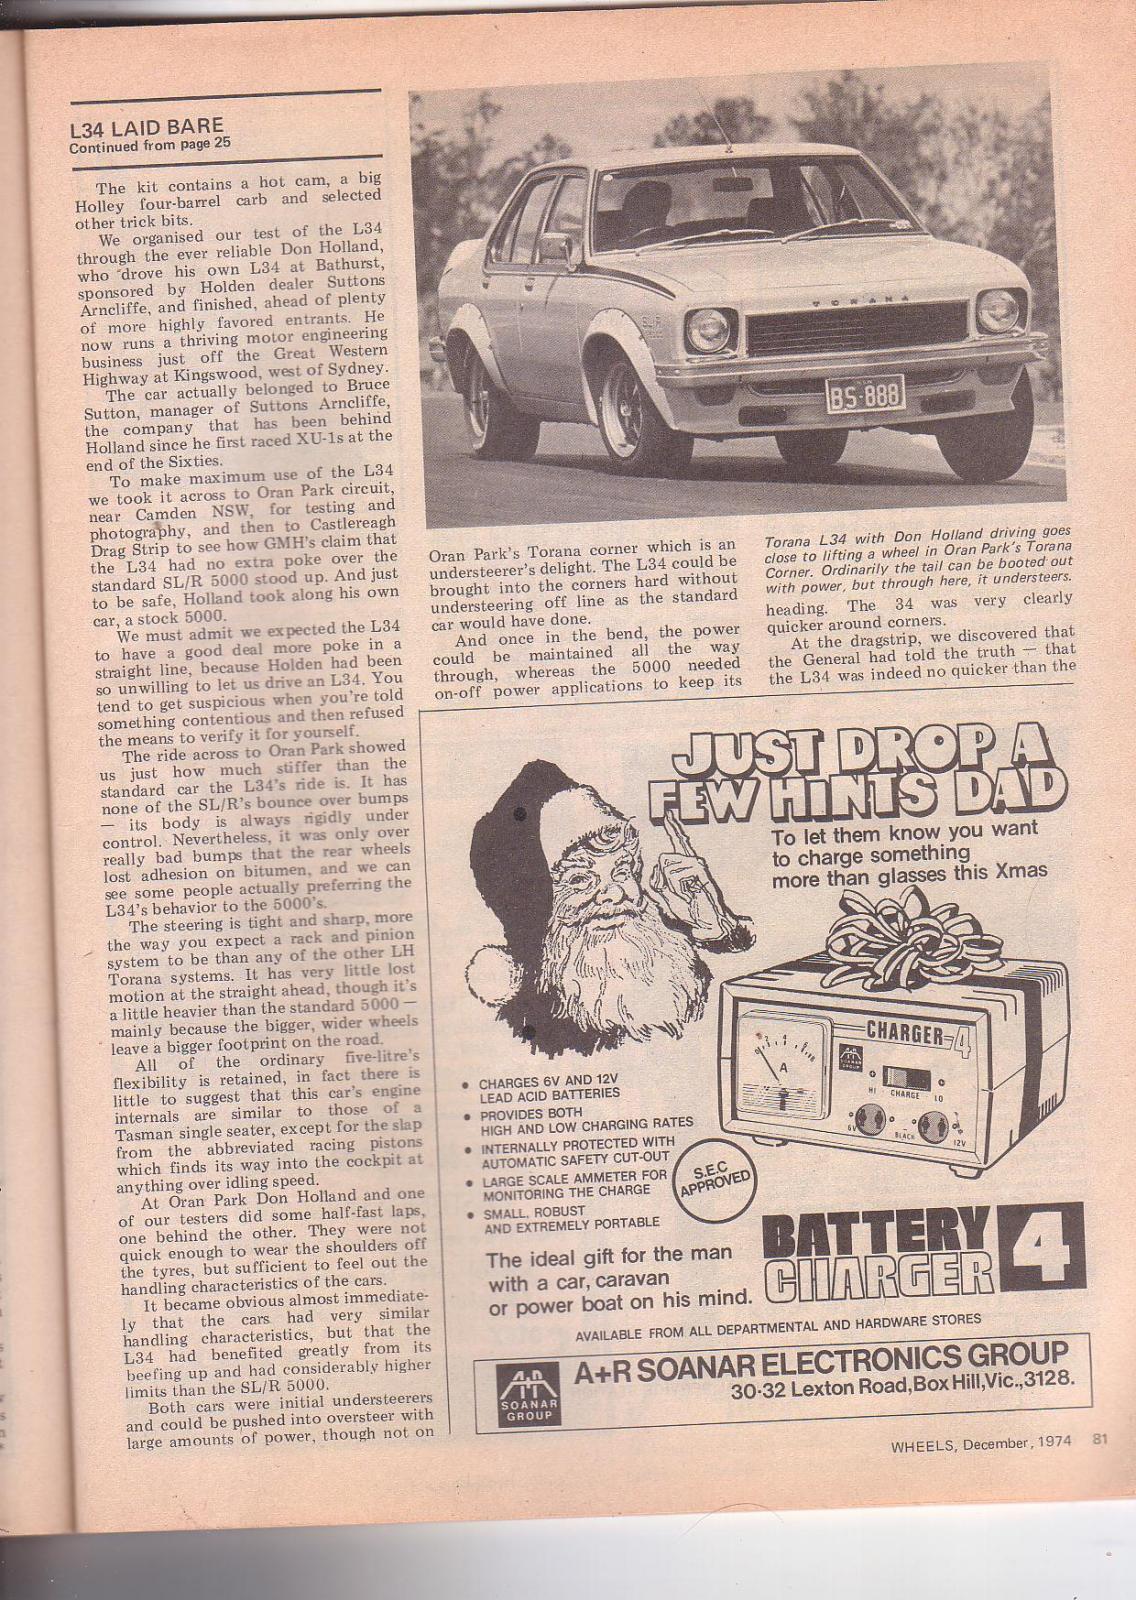 L34 LAID BARE
Continued from page 25
The kit contains a hot cam, a big
Holley four-barrel carb and selected
other trick bits.
We organised our test of the L34
through the ever reliable Don Holland,
who drove his own L34 at Bathurst,
sponsored by Holden dealer Suttons
Arncliffe, and finished, ahead of plenty
of more highly favored entrants. He
now runs a thriving motor engineering
business just off the Great Western
Highway at Kingswood, west of Sydney.
The car actually belonged to Bruce
Sutton, manager of Suttons Arncliffe,
the company that has been behind
Holland since he first raced XU-1s at the
end of the Sixties.
To make maximum use of the L34
we took it across to Oran Park circuit,
near Camden NSW, for testing and
photography, and then to Castlereagh
Drag Strip to see how GMH's claim that
the L34 had no extra poke over the
standard SL/R 5000 stood up. And just
to be safe, Holland took along his own
car, a stock 5000.
We must admit we expected the L34
to have a good deal more poke in a
straight line, because Holden had been
so unwilling to let us drive an L34. You
tend to get suspicious when you're told
something contentious and then refused
the means to verify it for yourself.
The ride across to Oran Park showed
us just how much stiffer than the
standard car the L34's ride is. It has
none of the SL/R's bounce over bumps
— its body is always rigidly under
control. Nevertheless, it was only over
really bad bumps that the rear wheels
lost adhesion on bitumen, and we can
see some people actually preferring the
L34's behavior to the 5000's.
The steering is tight and sharp, more
the way you expect a rack and pinion
system to be than any of the other LH
Torana systems. It has very little lost
motion at the straight ahead, though it's
a little heavier than the standard 5000 —
mainly because the bigger, wider wheels
leave a bigger footprint on the road.
All of the ordinary five-litre's
flexibility is retained, in fact there is
little to suggest that this car's engine
internals are similar to those of a
Tasman single seater, except for the slap
from the abbreviated racing pistons
which finds its way into the cockpit at
anything over idling speed.
At Oran Park Don Holland and one
of our testers did some half-fast laps,
one behind the other. They were not
quick enough to wear the shoulders off
the tyres, but sufficient to feel out the
handling characteristics of the cars.
It became obvious almost immediate-
ly that the cars had very similar
handling characteristics, but that the
L34 had benefited greatly from its
beefing up and had considerably higher
limits than the SL/R 5000.
Both cars were initial understeerers
and could be pushed into oversteer with
large amounts of power, though not on
TORANA
SL/R
BS·888
Oran Park's Torana corner which is an
understeerer's delight. The L34 could be
brought into the corners hard without
understeering off line as the standard
car would have done.
And once in the bend, the power
could be maintained all the way
through, whereas the 5000 needed
on-off power applications to keep its
Torana L34 with Don Holland driving goes
close to lifting a wheel in Oran Park's Torana
Corner. Ordinarily the tail can be booted out
with power, but through here, it understeers.
heading. The 34 was very clearly
quicker around corners.
At the dragstrip, we discovered that
the General had told the truth — that
the L34 was indeed no quicker than the
JUST DROP A
FEW HiNTS DAD
To let them know you want
to charge something
more than glasses this Xmas
CHARGER 4
A
SOANAR
GROUP
HI - CHARGE LO
6V
BLACK
12V
• CHARGES 6V AND 12V
LEAD ACID BATTERIES
• PROVIDES BOTH
HIGH AND LOW CHARGING RATES
• INTERNALLY PROTECTED WITH
AUTOMATIC SAFETY CUT-OUT
• LARGE SCALE AMMETER FOR
MONITORING THE CHARGE
• SMALL, ROBUST
AND EXTREMELY PORTABLE
S.E.C
APPROVED
The ideal gift for the man
with a car, caravan
or power boat on his mind.
BATTERY
CHARGER 4
AVAILABLE FROM ALL DEPARTMENTAL AND HARDWARE STORES
SOANAR
GROUP
A+R SOANAR ELECTRONICS GROUP
30-32 Lexton Road, Box Hill, Vic., 3128.
WHEELS, December, 1974 81